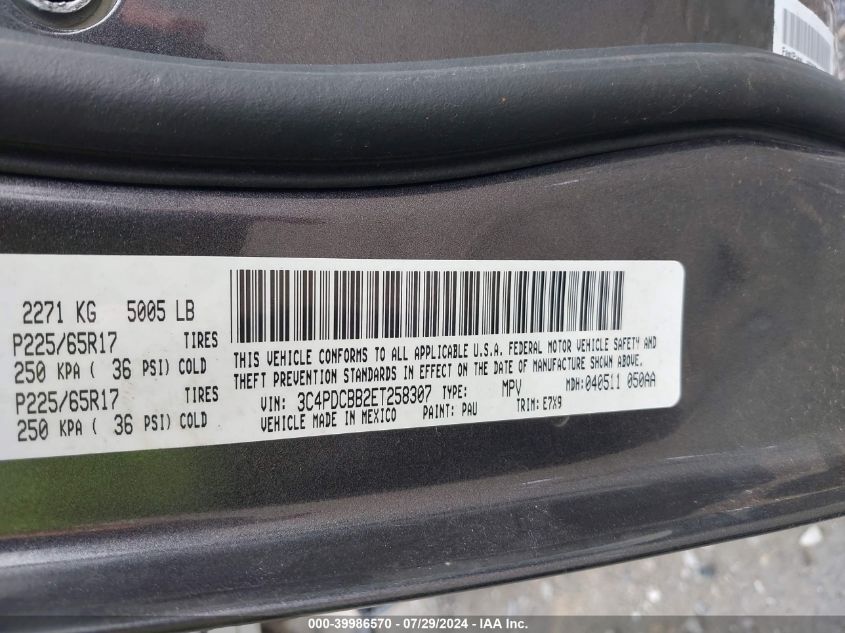 2271 KG 5005 LB
P225/65R17 TIRES
250 KPA ( 36 PSI) COLD
P225/65R17 TIRES
250 KPA ( 36 PSI) COLD
THIS VEHICLE CONFORMS TO ALL APPLICABLE U.S.A. FEDERAL MOTOR VEHICLE SAFETY AND
THEFT PREVENTION STANDARDS IN EFFECT ON THE DATE OF MANUFACTURE SHOWN ABOVE.
VIN: 3C4PDCBB2ET258307 TYPE: MPV MDH:040511 050AA
VEHICLE MADE IN MEXICO PAINT: PAU TRIM: E7X9
000-39986570 / 07/29/2024 - IAA Inc.